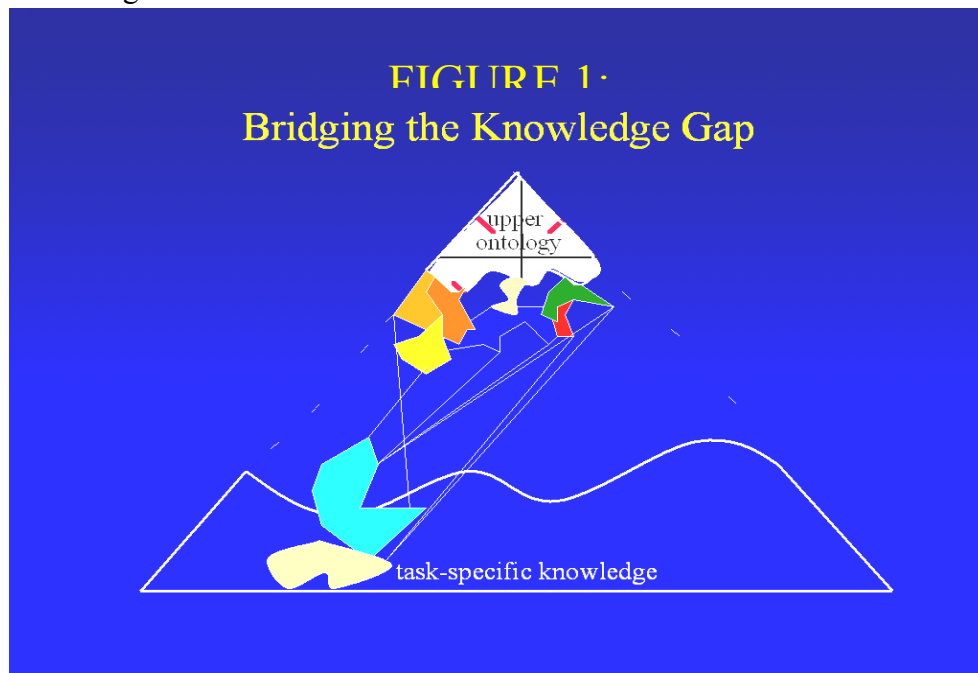 FIGURE 1:
Bridging the Knowledge Gap
upper
ontology
task-specific knowledge